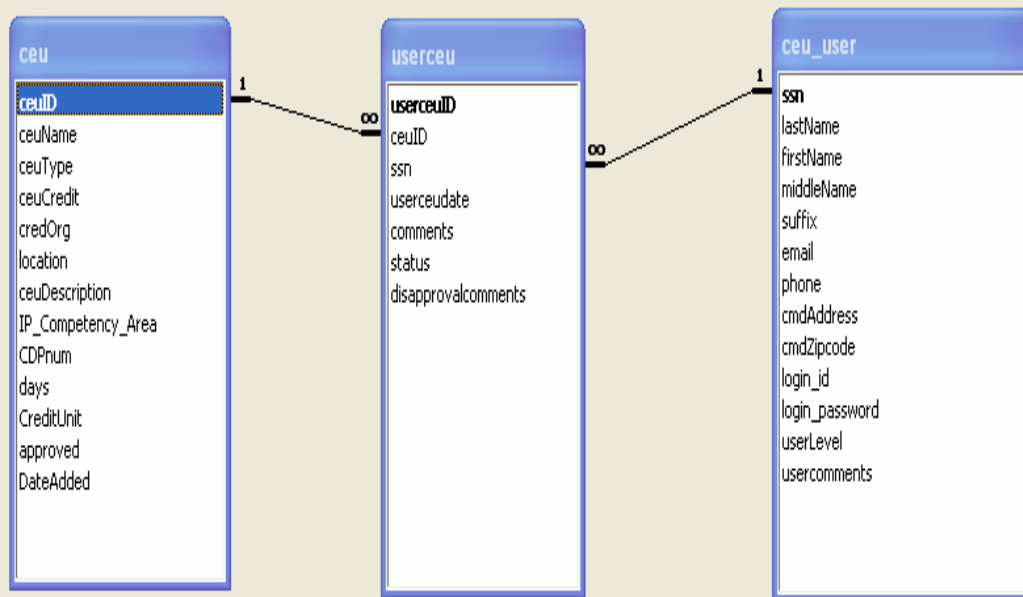 ceu
ceuID
ceuName
ceuType
ceuCredit
credOrg
location
ceuDescription
IP_Competency_Area
CDPnum
days
CreditUnit
approved
DateAdded
1
∞
userceu
userceuID
ceuID
ssn
userceudate
comments
status
disapprovalcomments
∞
1
ceu_user
ssn
lastName
firstName
middleName
suffix
email
phone
cmdAddress
cmdZipcode
login_id
login_password
userLevel
usercomments